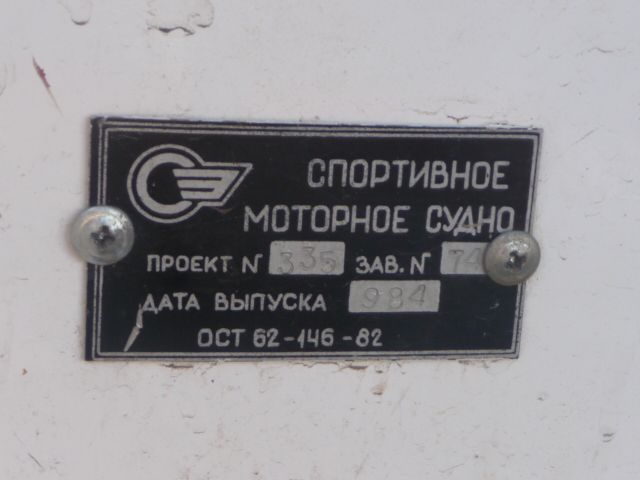 СПОРТИВНОЕ
МОТОРНОЕ СУДНО
ПРОЕКТ N 335 ЗАВ. N 74
ДАТА ВЫПУСКА 984
ОСТ 62-146-82